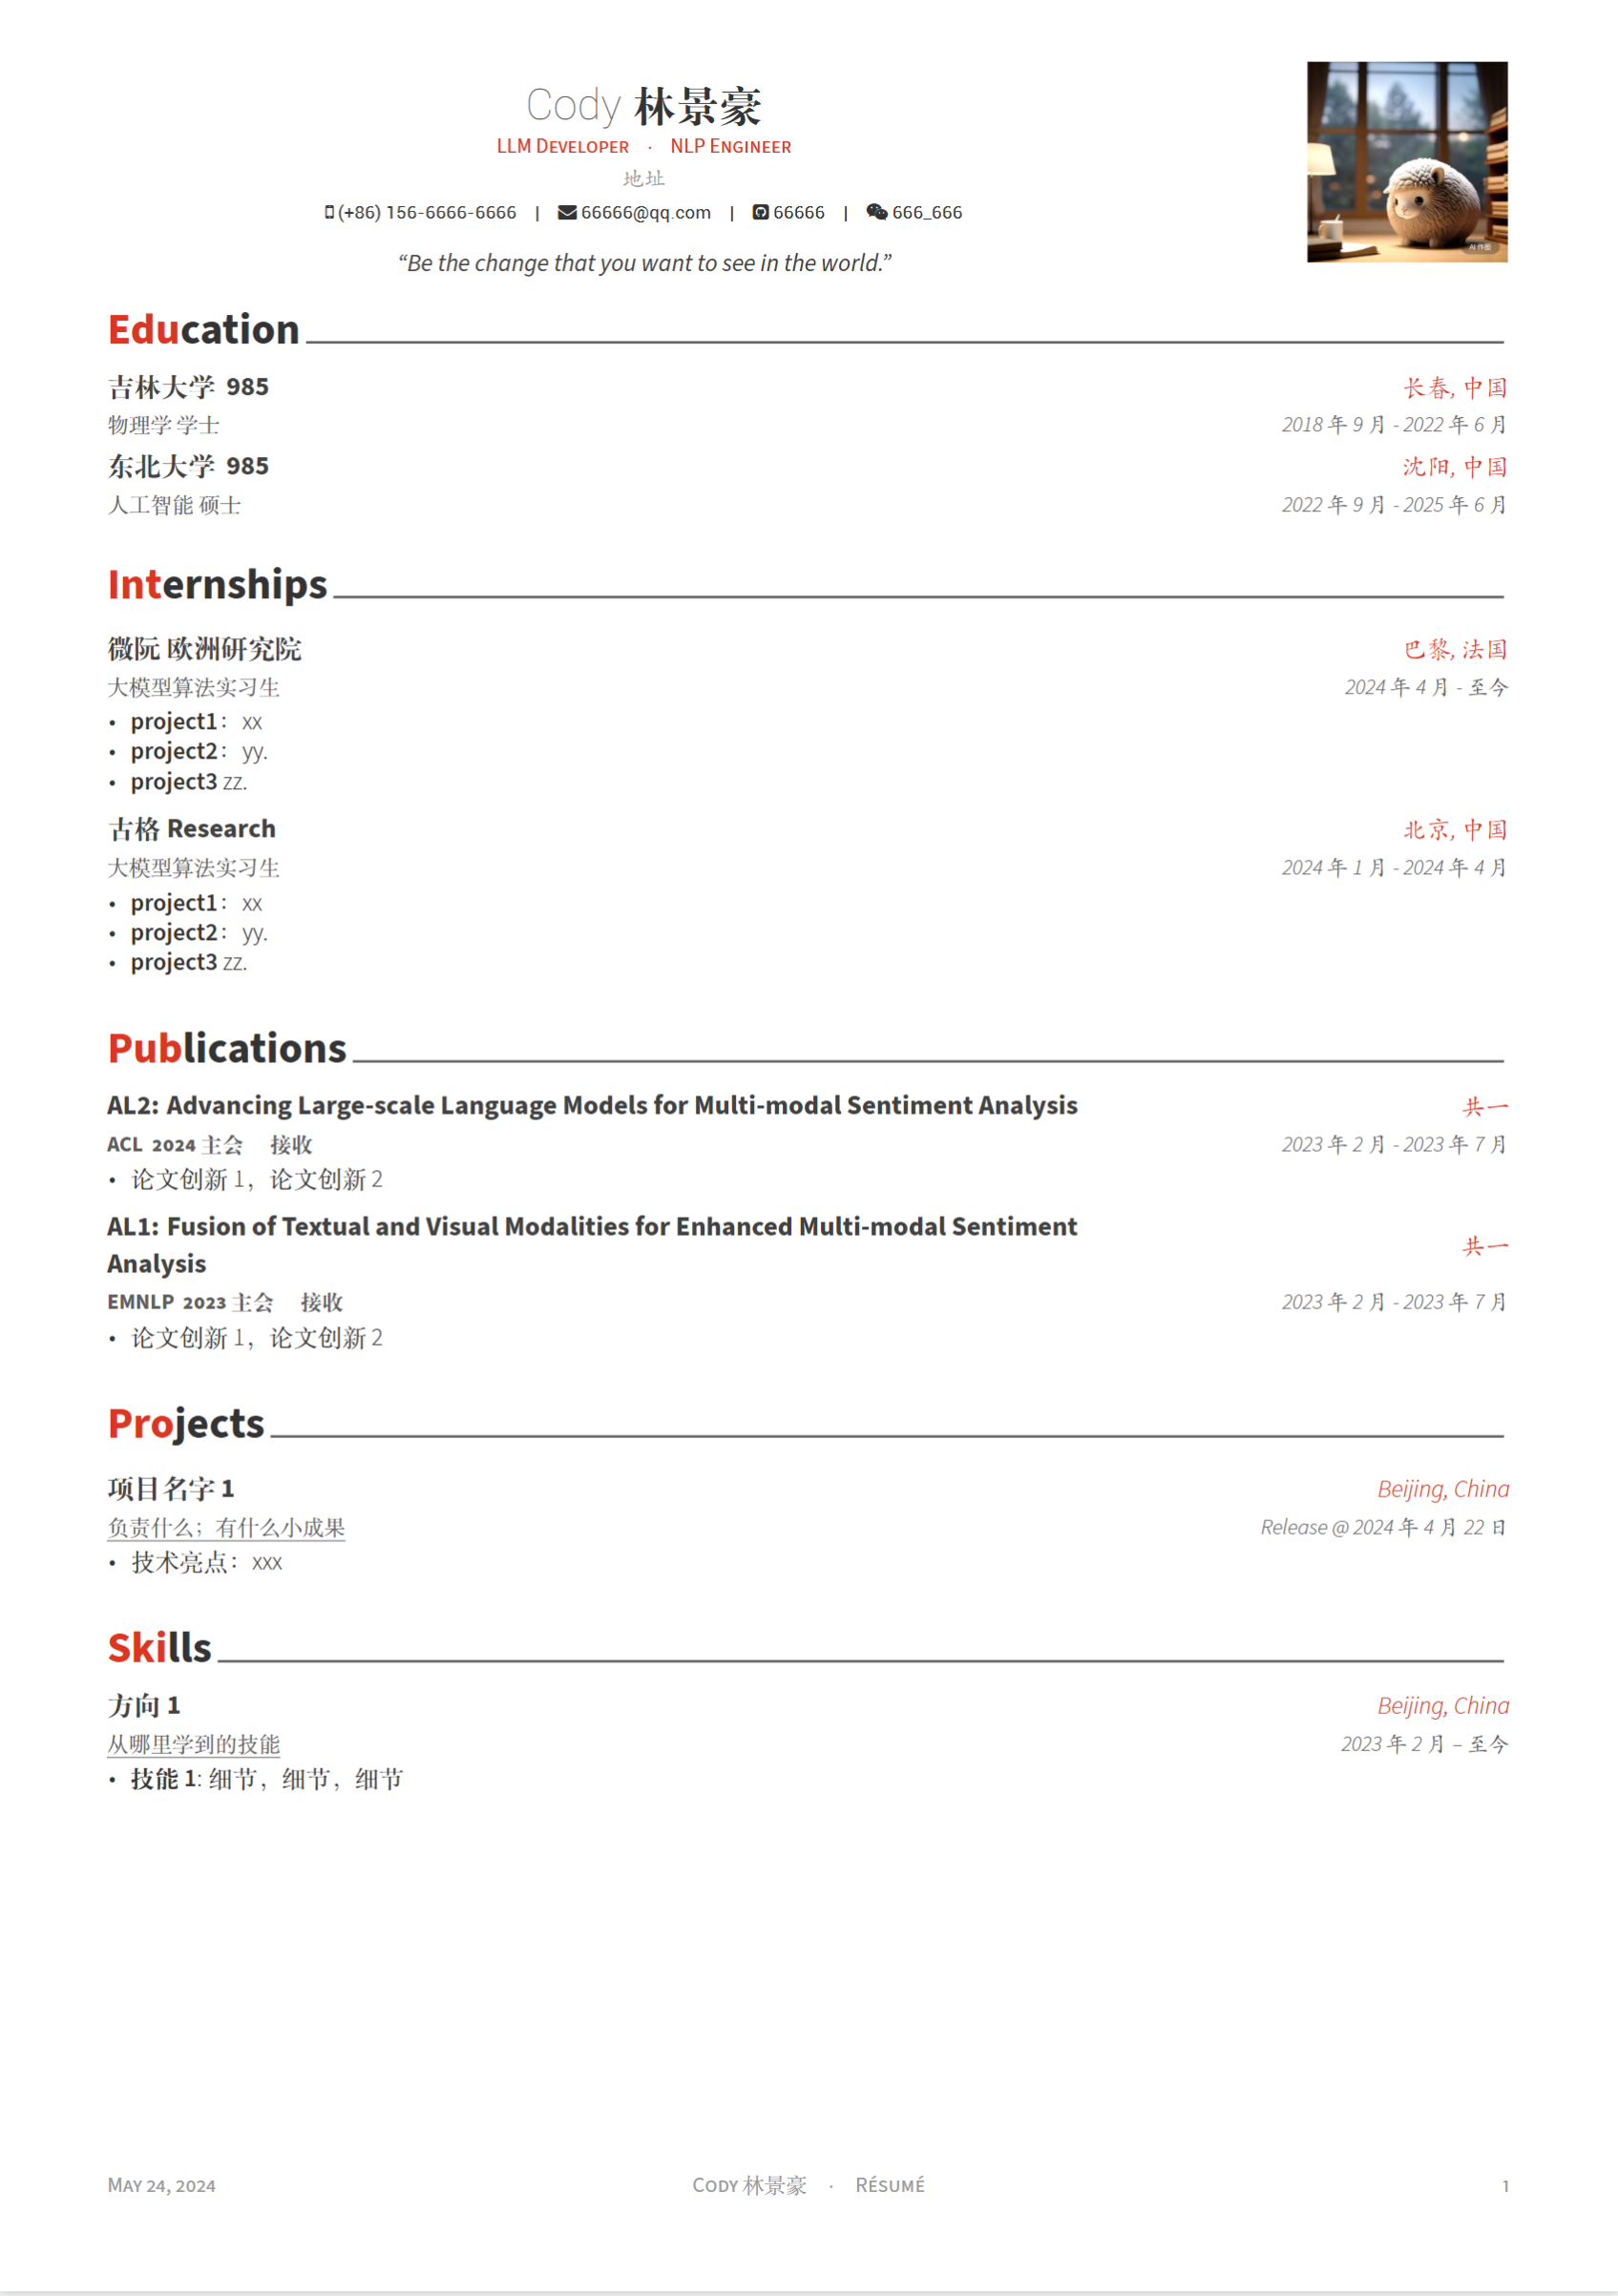 Cody 林景豪
LLM Developer · NLP Engineer
地址
(+86) 156-6666-6666 | 66666@qq.com | 66666 | 666_666
“Be the change that you want to see in the world.”
AI 作图
Education
吉林大学 985 长春, 中国
物理学 学士 2018 年 9 月 - 2022 年 6 月
东北大学 985 沈阳, 中国
人工智能 硕士 2022 年 9 月 - 2025 年 6 月
Internships
微阮 欧洲研究院 巴黎, 法国
大模型算法实习生 2024 年 4 月 - 至今
• project1： xx
• project2： yy.
• project3 zz.
古格 Research 北京, 中国
大模型算法实习生 2024 年 1 月 - 2024 年 4 月
• project1： xx
• project2： yy.
• project3 zz.
Publications
AL2: Advancing Large-scale Language Models for Multi-modal Sentiment Analysis 共一
ACL 2024 主会 接收 2023 年 2 月 - 2023 年 7 月
• 论文创新 1， 论文创新 2
AL1: Fusion of Textual and Visual Modalities for Enhanced Multi-modal Sentiment
Analysis 共一
EMNLP 2023 主会 接收 2023 年 2 月 - 2023 年 7 月
• 论文创新 1， 论文创新 2
Projects
项目名字 1 Beijing, China
负责什么；有什么小成果 Release @ 2024 年 4 月 22 日
• 技术亮点： xxx
Skills
方向 1 Beijing, China
从哪里学到的技能 2023 年 2 月 – 至今
• 技能 1: 细节，细节，细节
May 24, 2024 Cody 林景豪 · Résumé 1